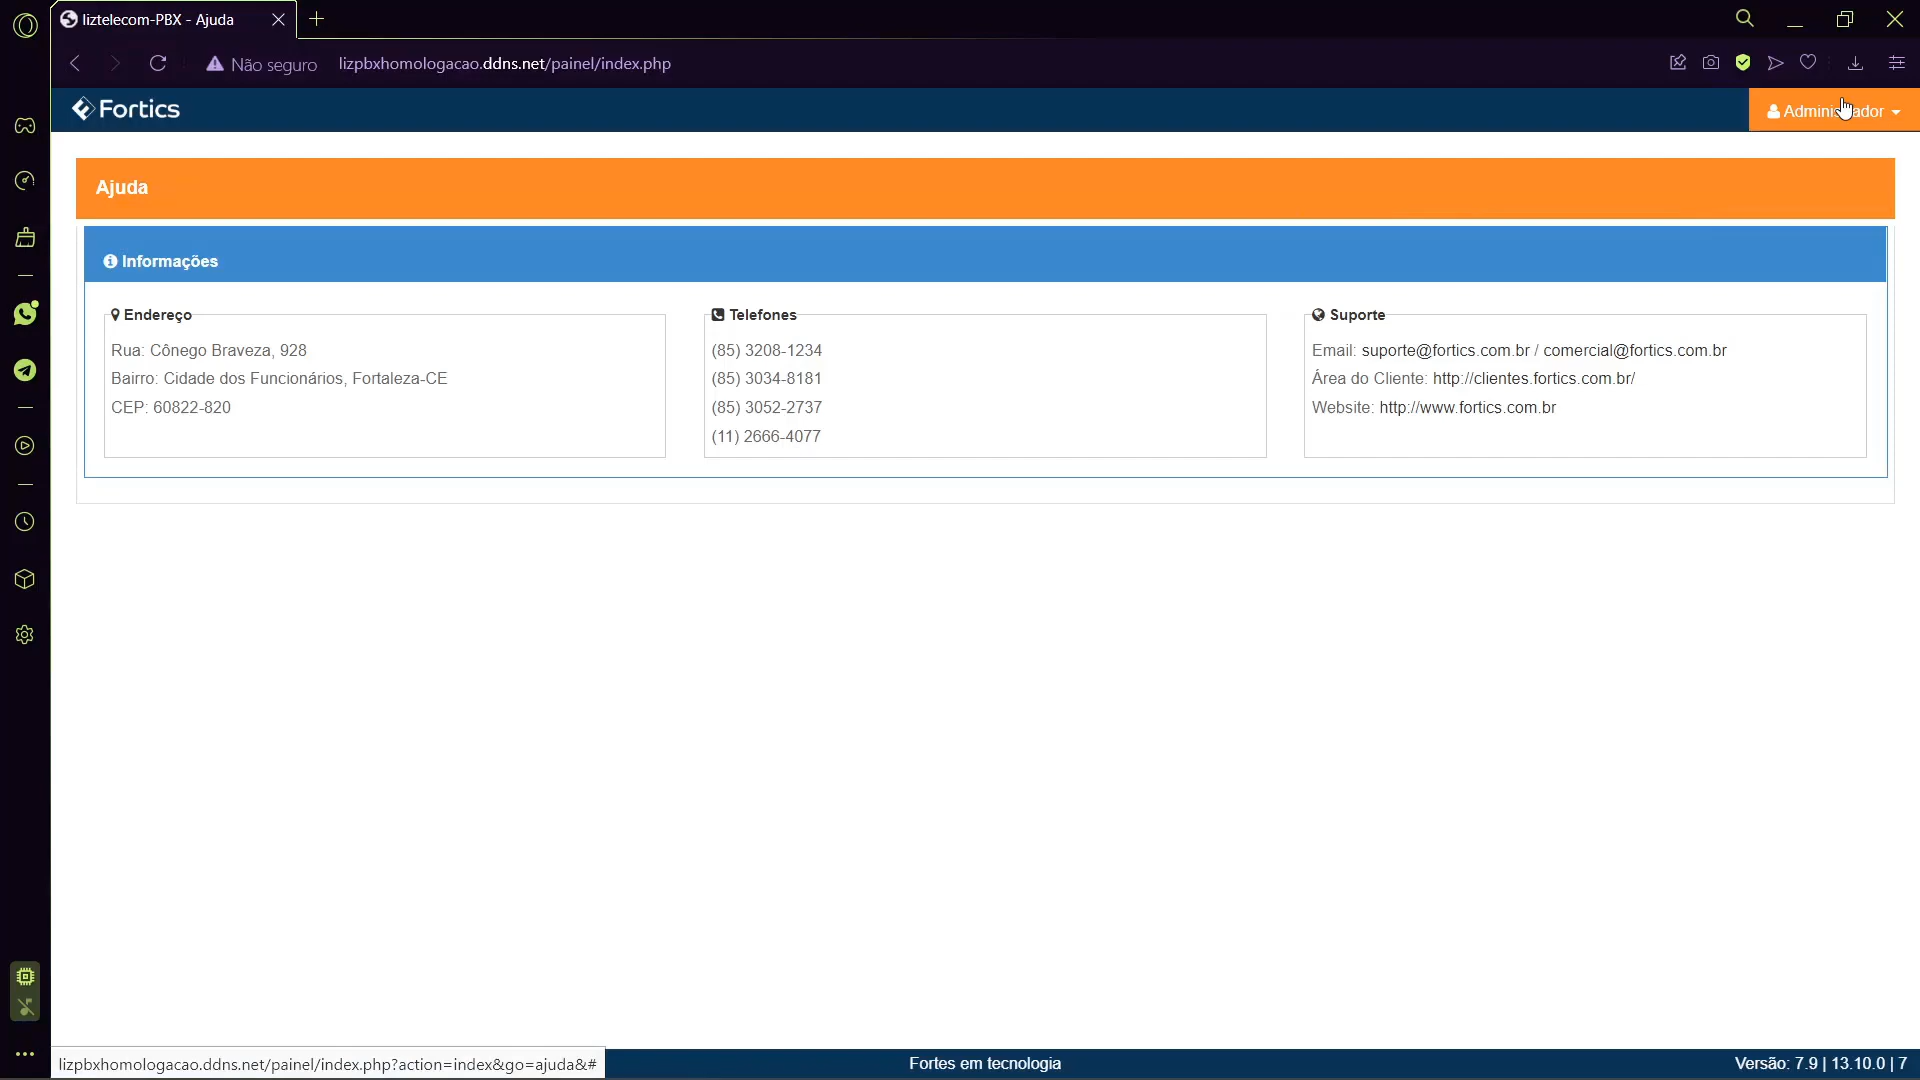 liztelecom-PBX - Ajuda
Não seguro lizpbxhomologacao.ddns.net/painel/index.php
Fortics
Ajuda
Informações
Endereço
Rua: Cônego Braveza, 928
Bairro: Cidade dos Funcionários, Fortaleza-CE
CEP: 60822-820
Telefones
(85) 3208-1234
(85) 3034-8181
(85) 3052-2737
(11) 2666-4077
Suporte
Email: suporte@fortics.com.br / comercial@fortics.com.br
Área do Cliente: http://clientes.fortics.com.br/
Website: http://www.fortics.com.br
lizpbxhomologacao.ddns.net/painel/index.php?action=index&go=ajuda&#
Fortes em tecnologia
Versão: 7.9 | 13.10.0 | 7